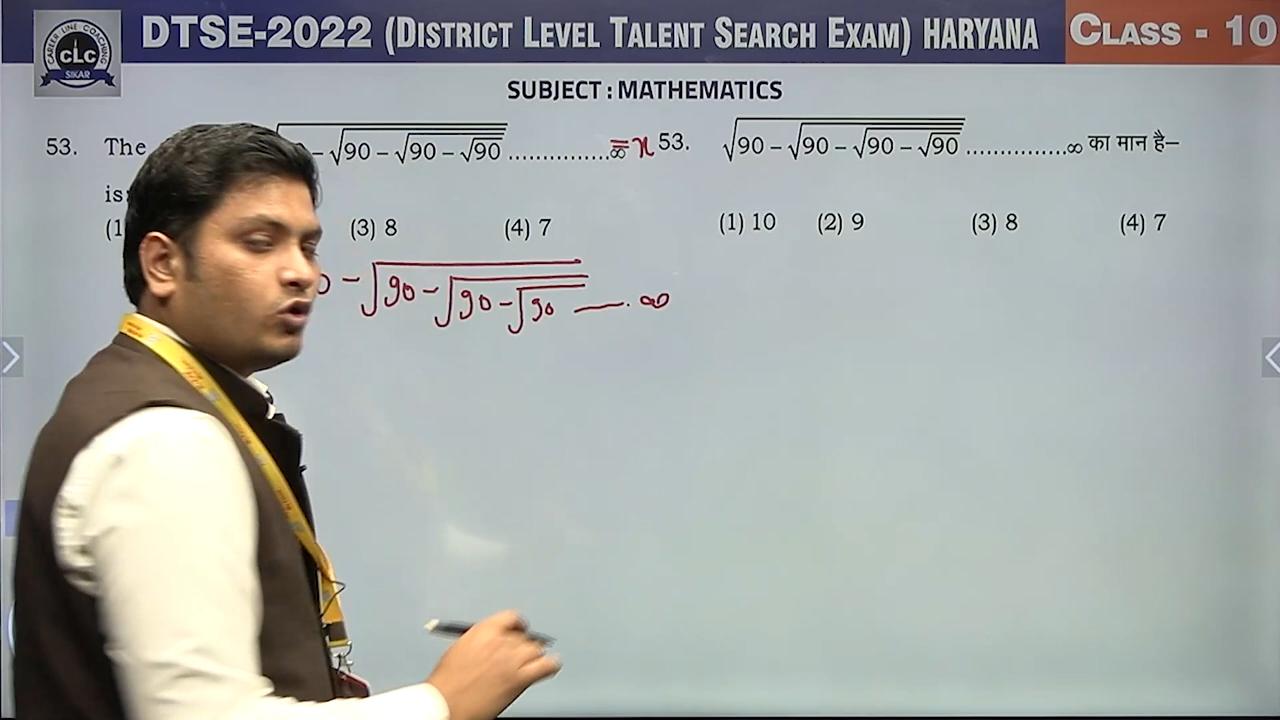 CAREER LINE COACHING
CLC
SIKAR
DTSE-2022 (DISTRICT LEVEL TALENT SEARCH EXAM) HARYANA
CLASS - 10
SUBJECT : MATHEMATICS
53. The – √90 – √90 – √90 ...............∞ = x
is
(1 (3) 8 (4) 7
– √90 – √90 – √90 ——. ∞
53. √90 – √90 – √90 – √90 ...............∞ का मान है–
(1) 10 (2) 9 (3) 8 (4) 7